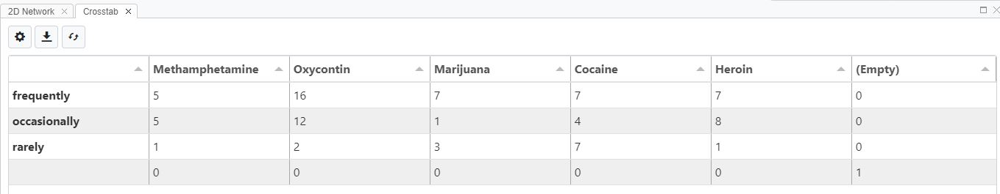 2D Network Crosstab
Methamphetamine Oxycontin Marijuana Cocaine Heroin (Empty)
frequently 5 16 7 7 7 0
occasionally 5 12 1 4 8 0
rarely 1 2 3 7 1 0
0 0 0 0 0 1